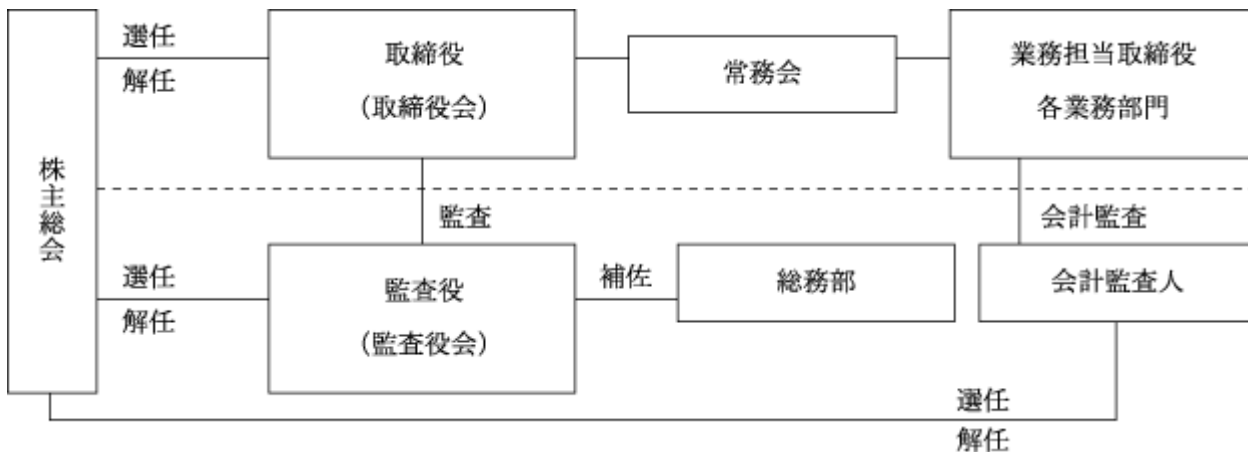 株主総会
選任
解任
取締役
(取締役会)
常務会
業務担当取締役
各業務部門
監査
会計監査
選任
解任
監査役
(監査役会)
補佐
総務部
会計監査人
選任
解任